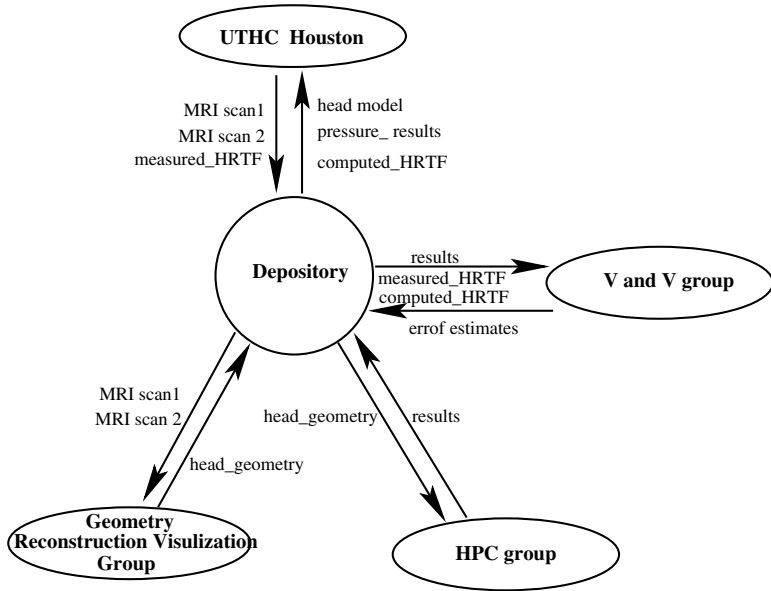 UTHC Houston
MRI scan1
MRI scan 2
measured_HRTF
head model
pressure_ results
computed_HRTF
Depository
results
measured_HRTF
computed_HRTF
errof estimates
V and V group
MRI scan1
MRI scan 2
head_geometry
head_geometry
results
Geometry
Reconstruction Visulization
Group
HPC group